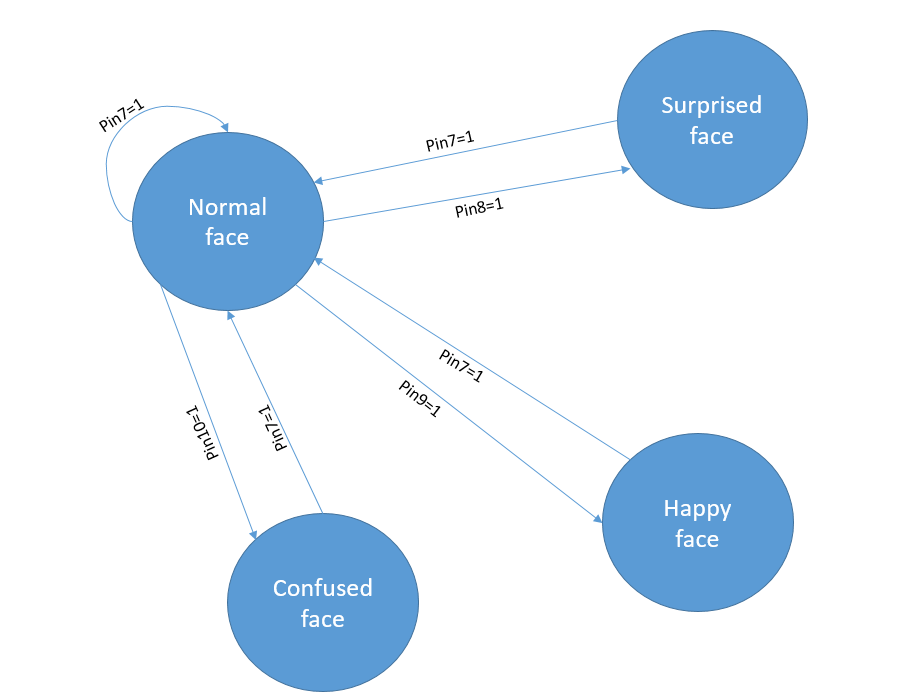 Pin7=1
Surprised
face
Pin7=1
Normal
face
Pin8=1
Pin7=1
Pin9=1
Pin10=1
Pin7=1
Happy
face
Confused
face